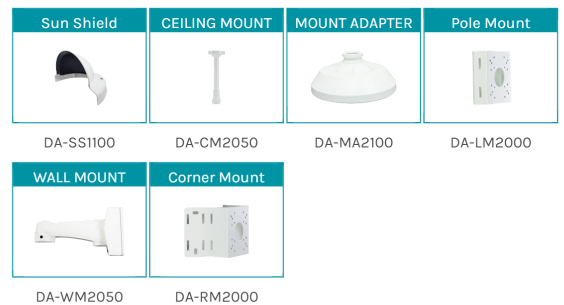 Sun Shield
CEILING MOUNT
MOUNT ADAPTER
Pole Mount
DA-SS1100
DA-CM2050
DA-MA2100
DA-LM2000
WALL MOUNT
Corner Mount
DA-WM2050
DA-RM2000